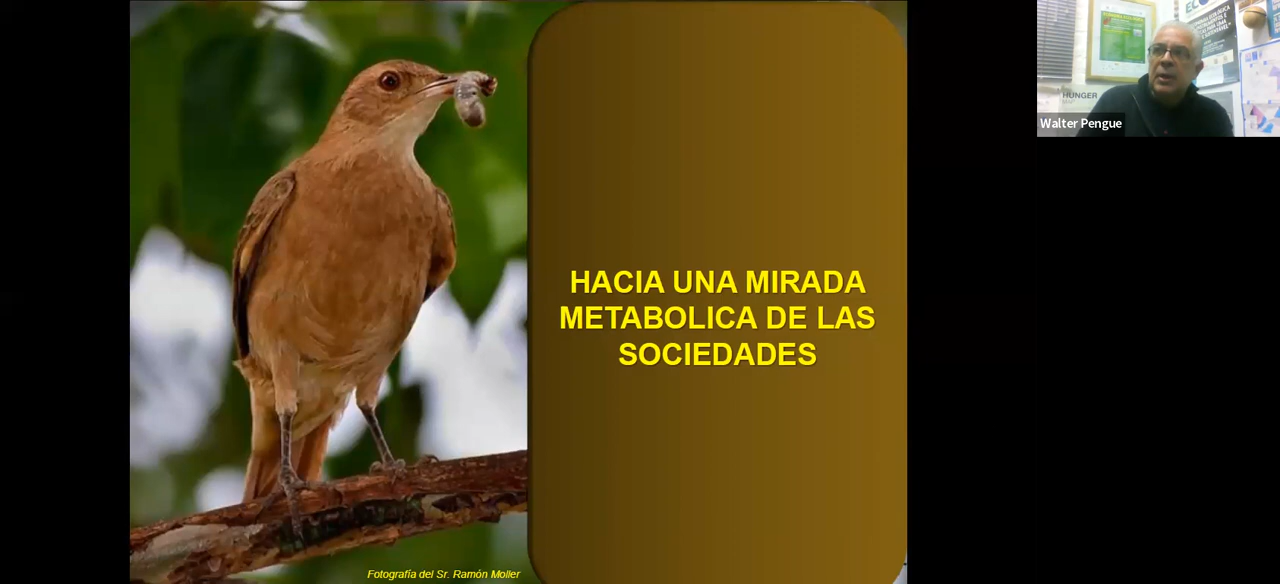 HACIA UNA MIRADA
METABOLICA DE LAS
SOCIEDADES
Fotografía del Sr. Ramón Moller
Walter Pengue
HUNGER